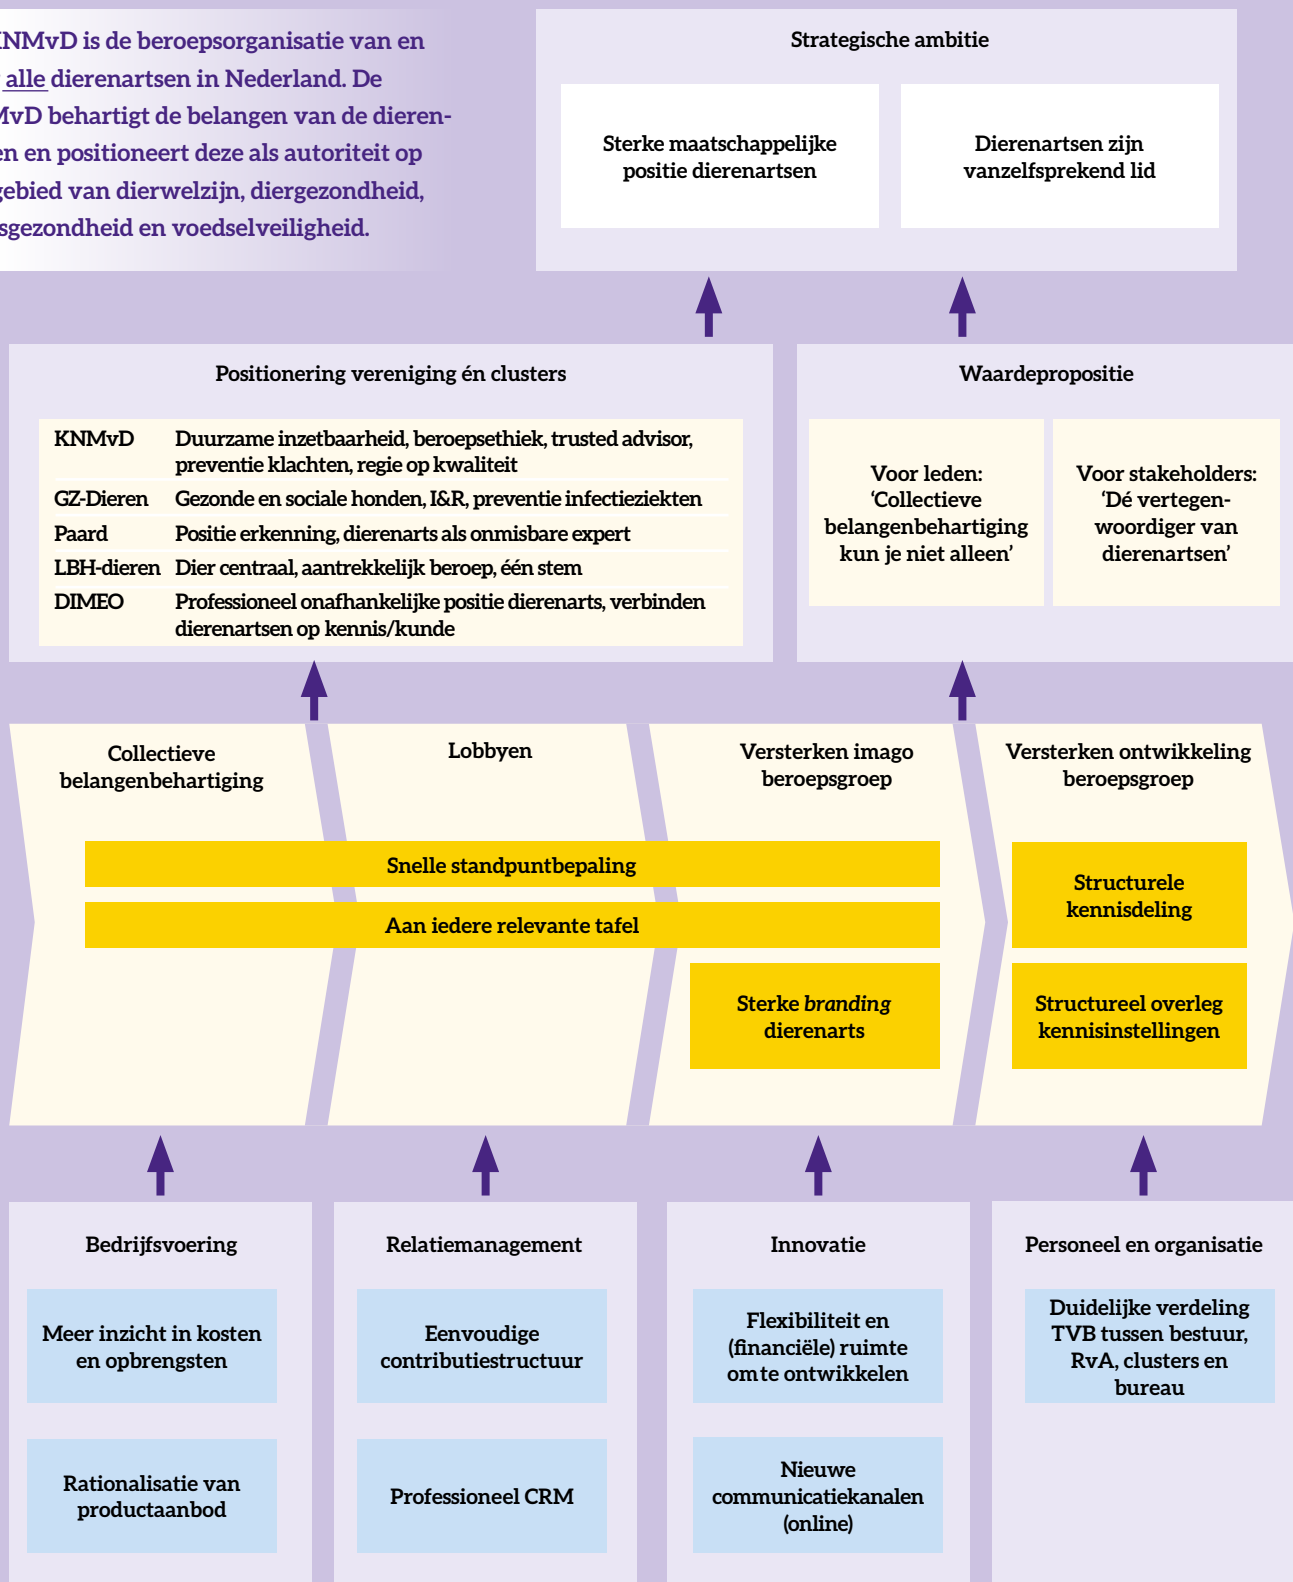 KNMvD is de beroepsorganisatie van en
alle dierenartsen in Nederland. De
MvD behartigt de belangen van de dieren-
en en positioneert deze als autoriteit op
gebied van dierwelzijn, diergezondheid,
sgezondheid en voedselveiligheid.
Strategische ambitie
Sterke maatschappelijke
positie dierenartsen
Dierenartsen zijn
vanzelfsprekend lid
Positionering vereniging én clusters
KNMvD Duurzame inzetbaarheid, beroepsethiek, trusted advisor,
preventie klachten, regie op kwaliteit
GZ-Dieren Gezonde en sociale honden, I&R, preventie infectieziekten
Paard Positie erkenning, dierenarts als onmisbare expert
LBH-dieren Dier centraal, aantrekkelijk beroep, één stem
DIMEO Professioneel onafhankelijke positie dierenarts, verbinden
dierenartsen op kennis/kunde
Waardepropositie
Voor leden:
‘Collectieve
belangenbehartiging
kun je niet alleen’
Voor stakeholders:
‘Dé vertegen-
woordiger van
dierenartsen’
Collectieve
belangenbehartiging
Lobbyen
Versterken imago
beroepsgroep
Versterken ontwikkeling
beroepsgroep
Snelle standpuntbepaling
Aan iedere relevante tafel
Sterke branding
dierenarts
Structurele
kennisdeling
Structureel overleg
kennisinstellingen
Bedrijfsvoering
Meer inzicht in kosten
en opbrengsten
Rationalisatie van
productaanbod
Relatiemanagement
Eenvoudige
contributiestructuur
Professioneel CRM
Innovatie
Flexibiliteit en
(financiële) ruimte
om te ontwikkelen
Nieuwe
communicatiekanalen
(online)
Personeel en organisatie
Duidelijke verdeling
TVB tussen bestuur,
RvA, clusters en
bureau